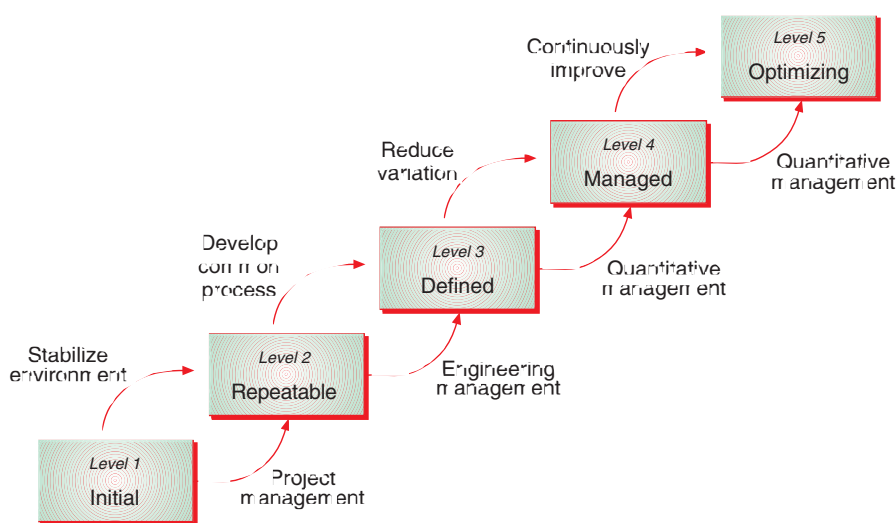 Continuously
improve
Level 5
Optimizing
Reduce
variation
Level 4
Managed
Quantitative
management
Develop
common
process
Level 3
Defined
Quantitative
management
Stabilize
environment
Level 2
Repeatable
Engineering
management
Level 1
Initial
Project
management